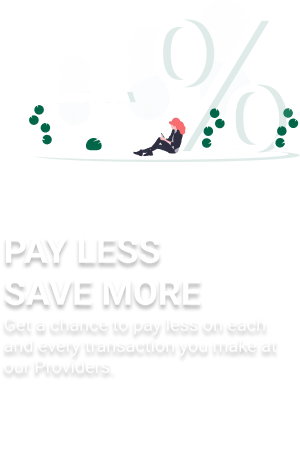 %
PAY LESS
SAVE MORE
Get a chance to pay less on each
and every transaction you make at
our Providers.